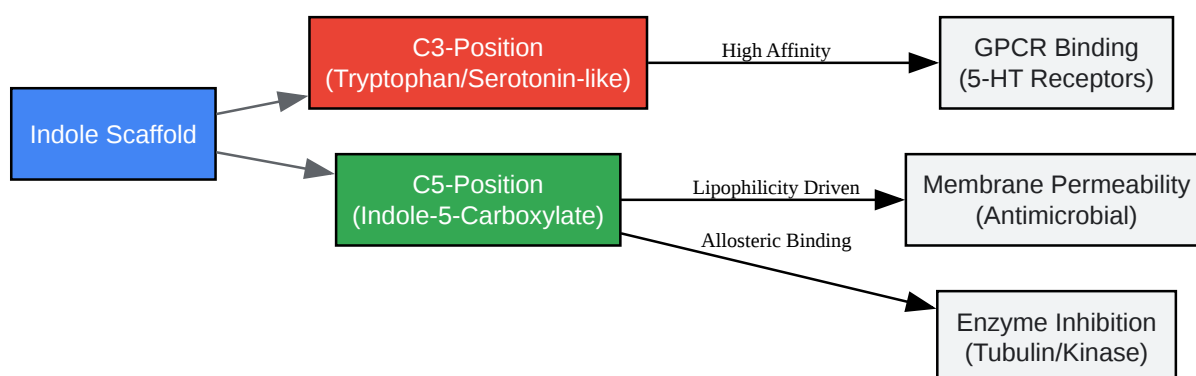 Indole Scaffold
C3-Position
(Tryptophan/Serotonin-like)
High Affinity
GPCR Binding
(5-HT Receptors)
C5-Position
(Indole-5-Carboxylate)
Lipophilicity Driven
Membrane Permeability
(Antimicrobial)
Allosteric Binding
Enzyme Inhibition
(Tubulin/Kinase)